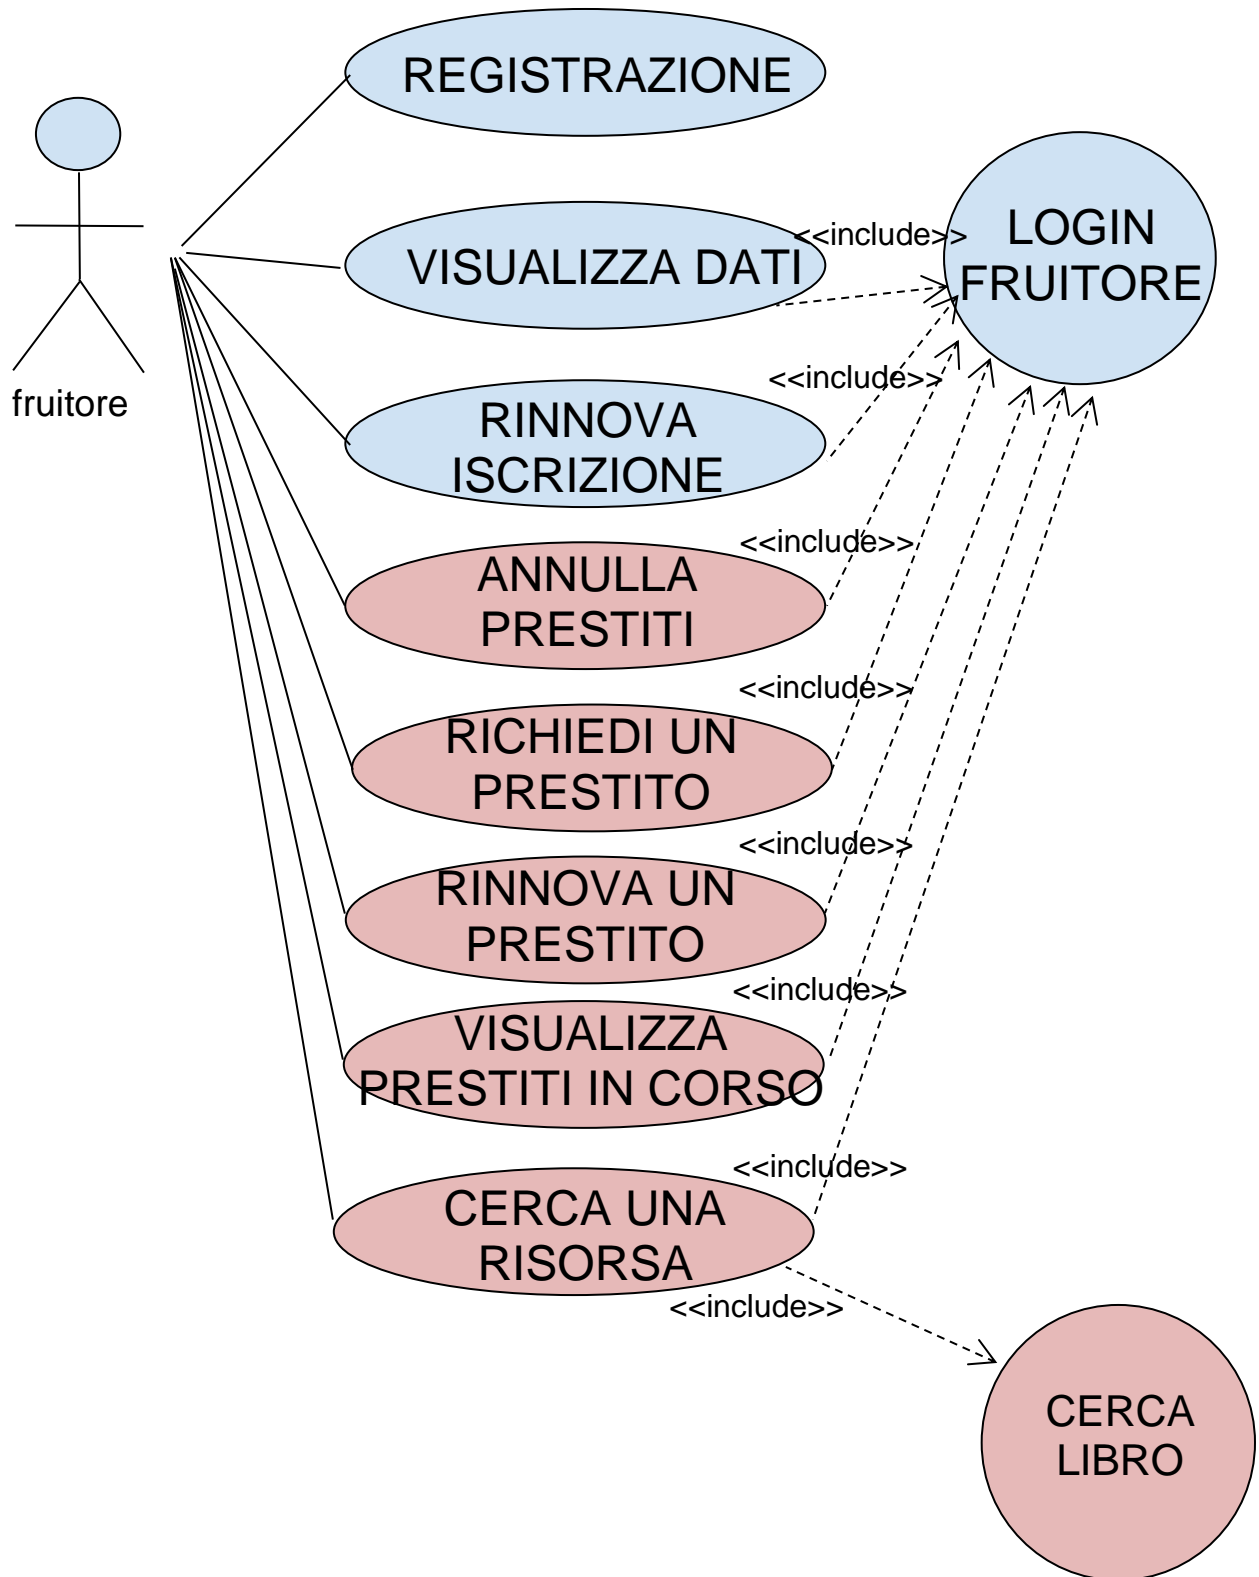 REGISTRAZIONE
<<include>>
LOGIN
FRUITORE
VISUALIZZA DATI
fruitore
<<include>>
RINNOVA
ISCRIZIONE
<<include>>
ANNULLA
PRESTITI
<<include>>
RICHIEDI UN
PRESTITO
<<include>>
RINNOVA UN
PRESTITO
<<include>>
VISUALIZZA
PRESTITI IN CORSO
<<include>>
CERCA UNA
RISORSA
<<include>>
CERCA
LIBRO